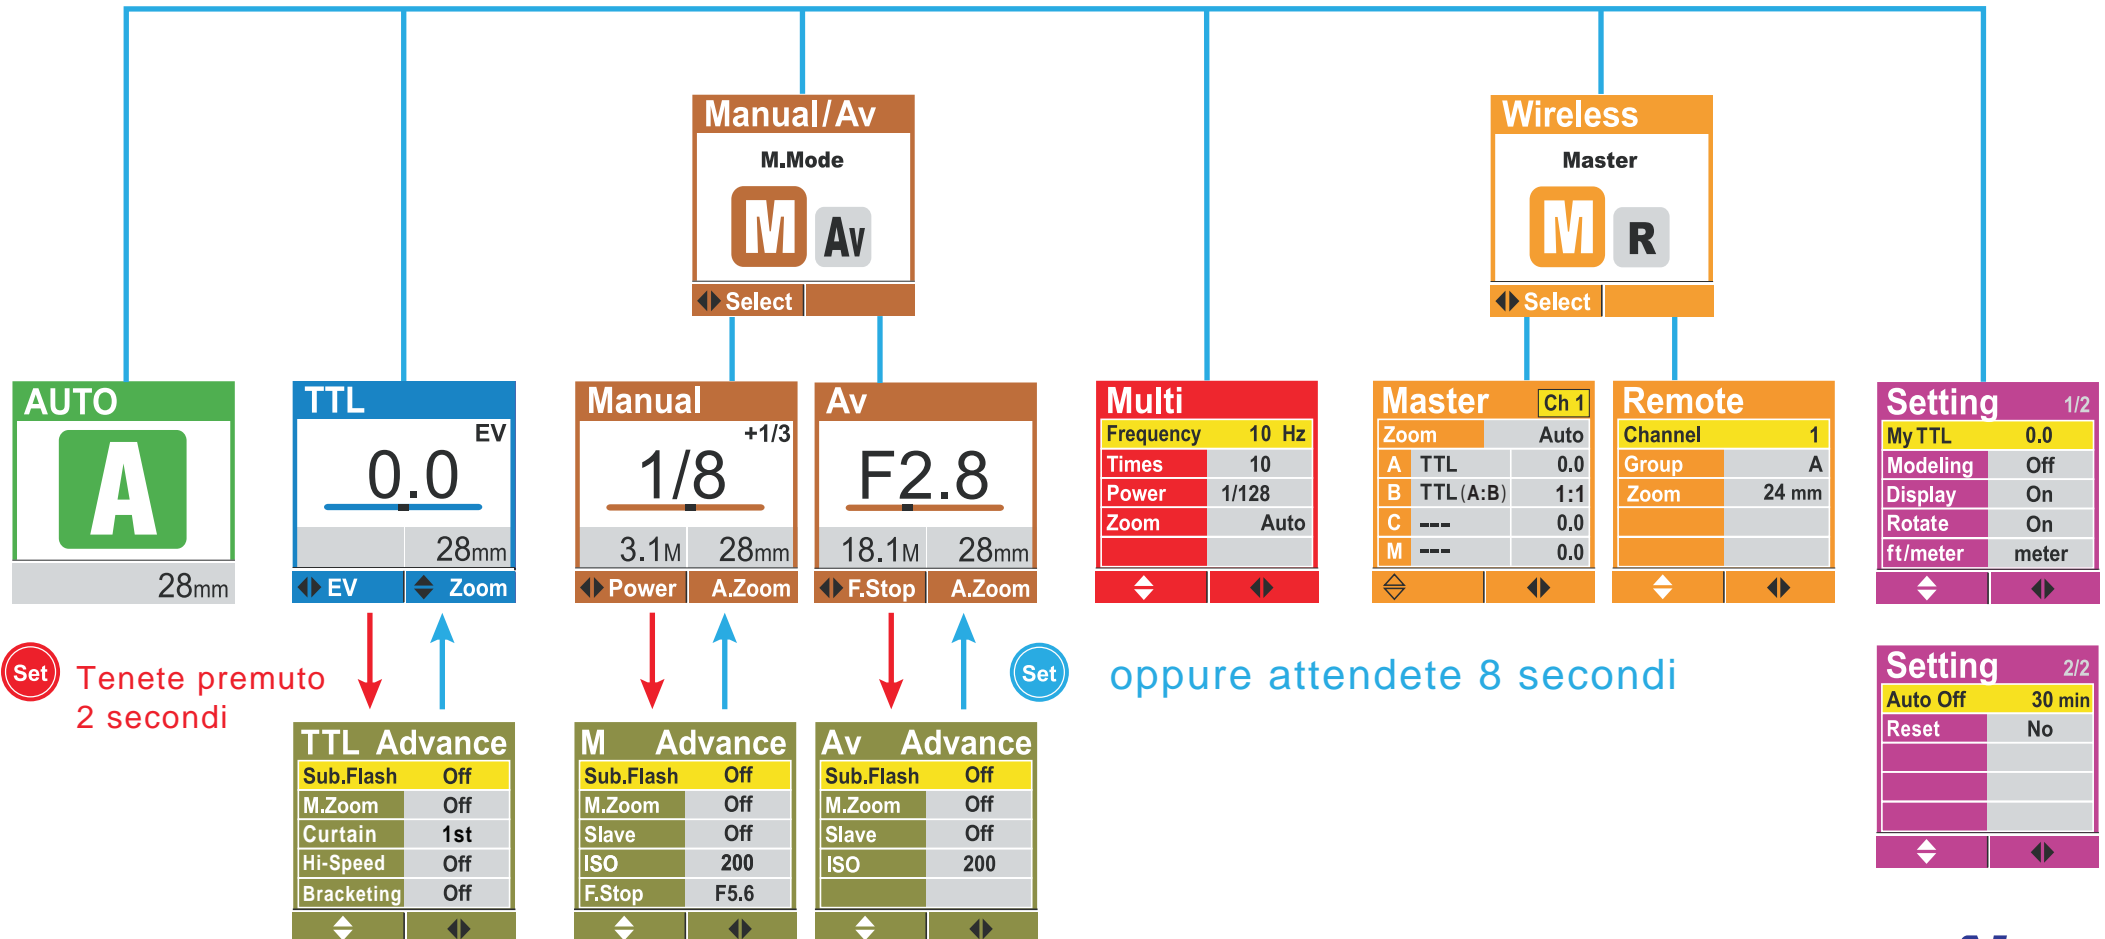 Manual/Av
M.Mode
M Av
Select
Wireless
Master
M R
Select
AUTO
A
28mm
TTL
EV
0.0
28mm
EV Zoom
Manual
+1/3
1/8
3.1M 28mm
Power A.Zoom
Av
F2.8
18.1M 28mm
F.Stop A.Zoom
Multi
Frequency 10 Hz
Times 10
Power 1/128
Zoom Auto
Master Ch 1
Zoom Auto
A TTL 0.0
B TTL(A:B) 1:1
C --- 0.0
M --- 0.0
Remote
Channel 1
Group A
Zoom 24 mm
Setting 1/2
My TTL 0.0
Modeling Off
Display On
Rotate On
ft/meter meter
Set
Tenete premuto
2 secondi
Set
oppure attendete 8 secondi
TTL Advance
Sub.Flash Off
M.Zoom Off
Curtain 1st
Hi-Speed Off
Bracketing Off
M Advance
Sub.Flash Off
M.Zoom Off
Slave Off
ISO 200
F.Stop F5.6
Av Advance
Sub.Flash Off
M.Zoom Off
Slave Off
ISO 200
Setting 2/2
Auto Off 30 min
Reset No